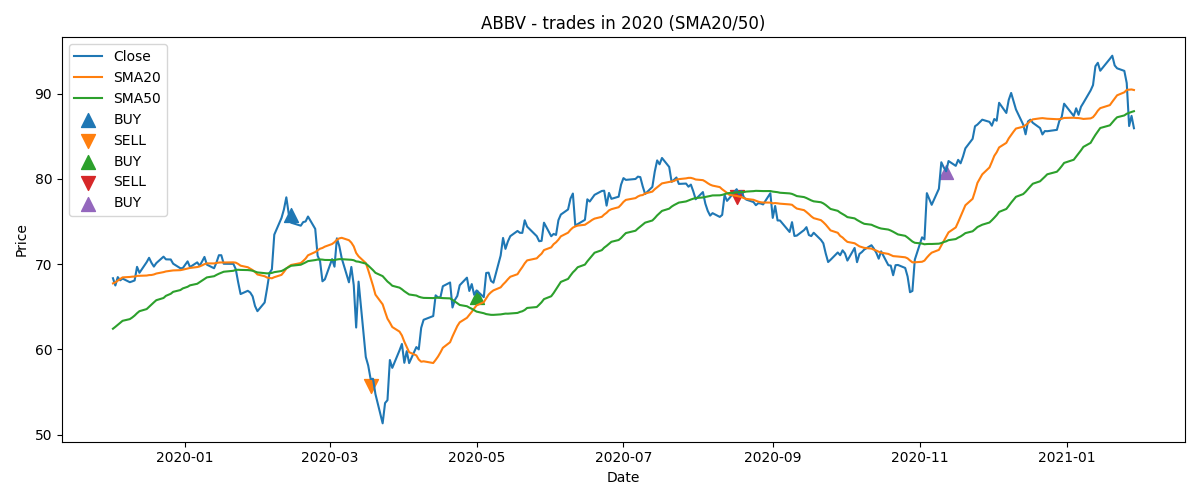 ABBV - trades in 2020 (SMA20/50)
Close
SMA20
SMA50
BUY
SELL
BUY
SELL
BUY
Price
90
80
70
60
50
2020-01
2020-03
2020-05
2020-07
2020-09
2020-11
2021-01
Date